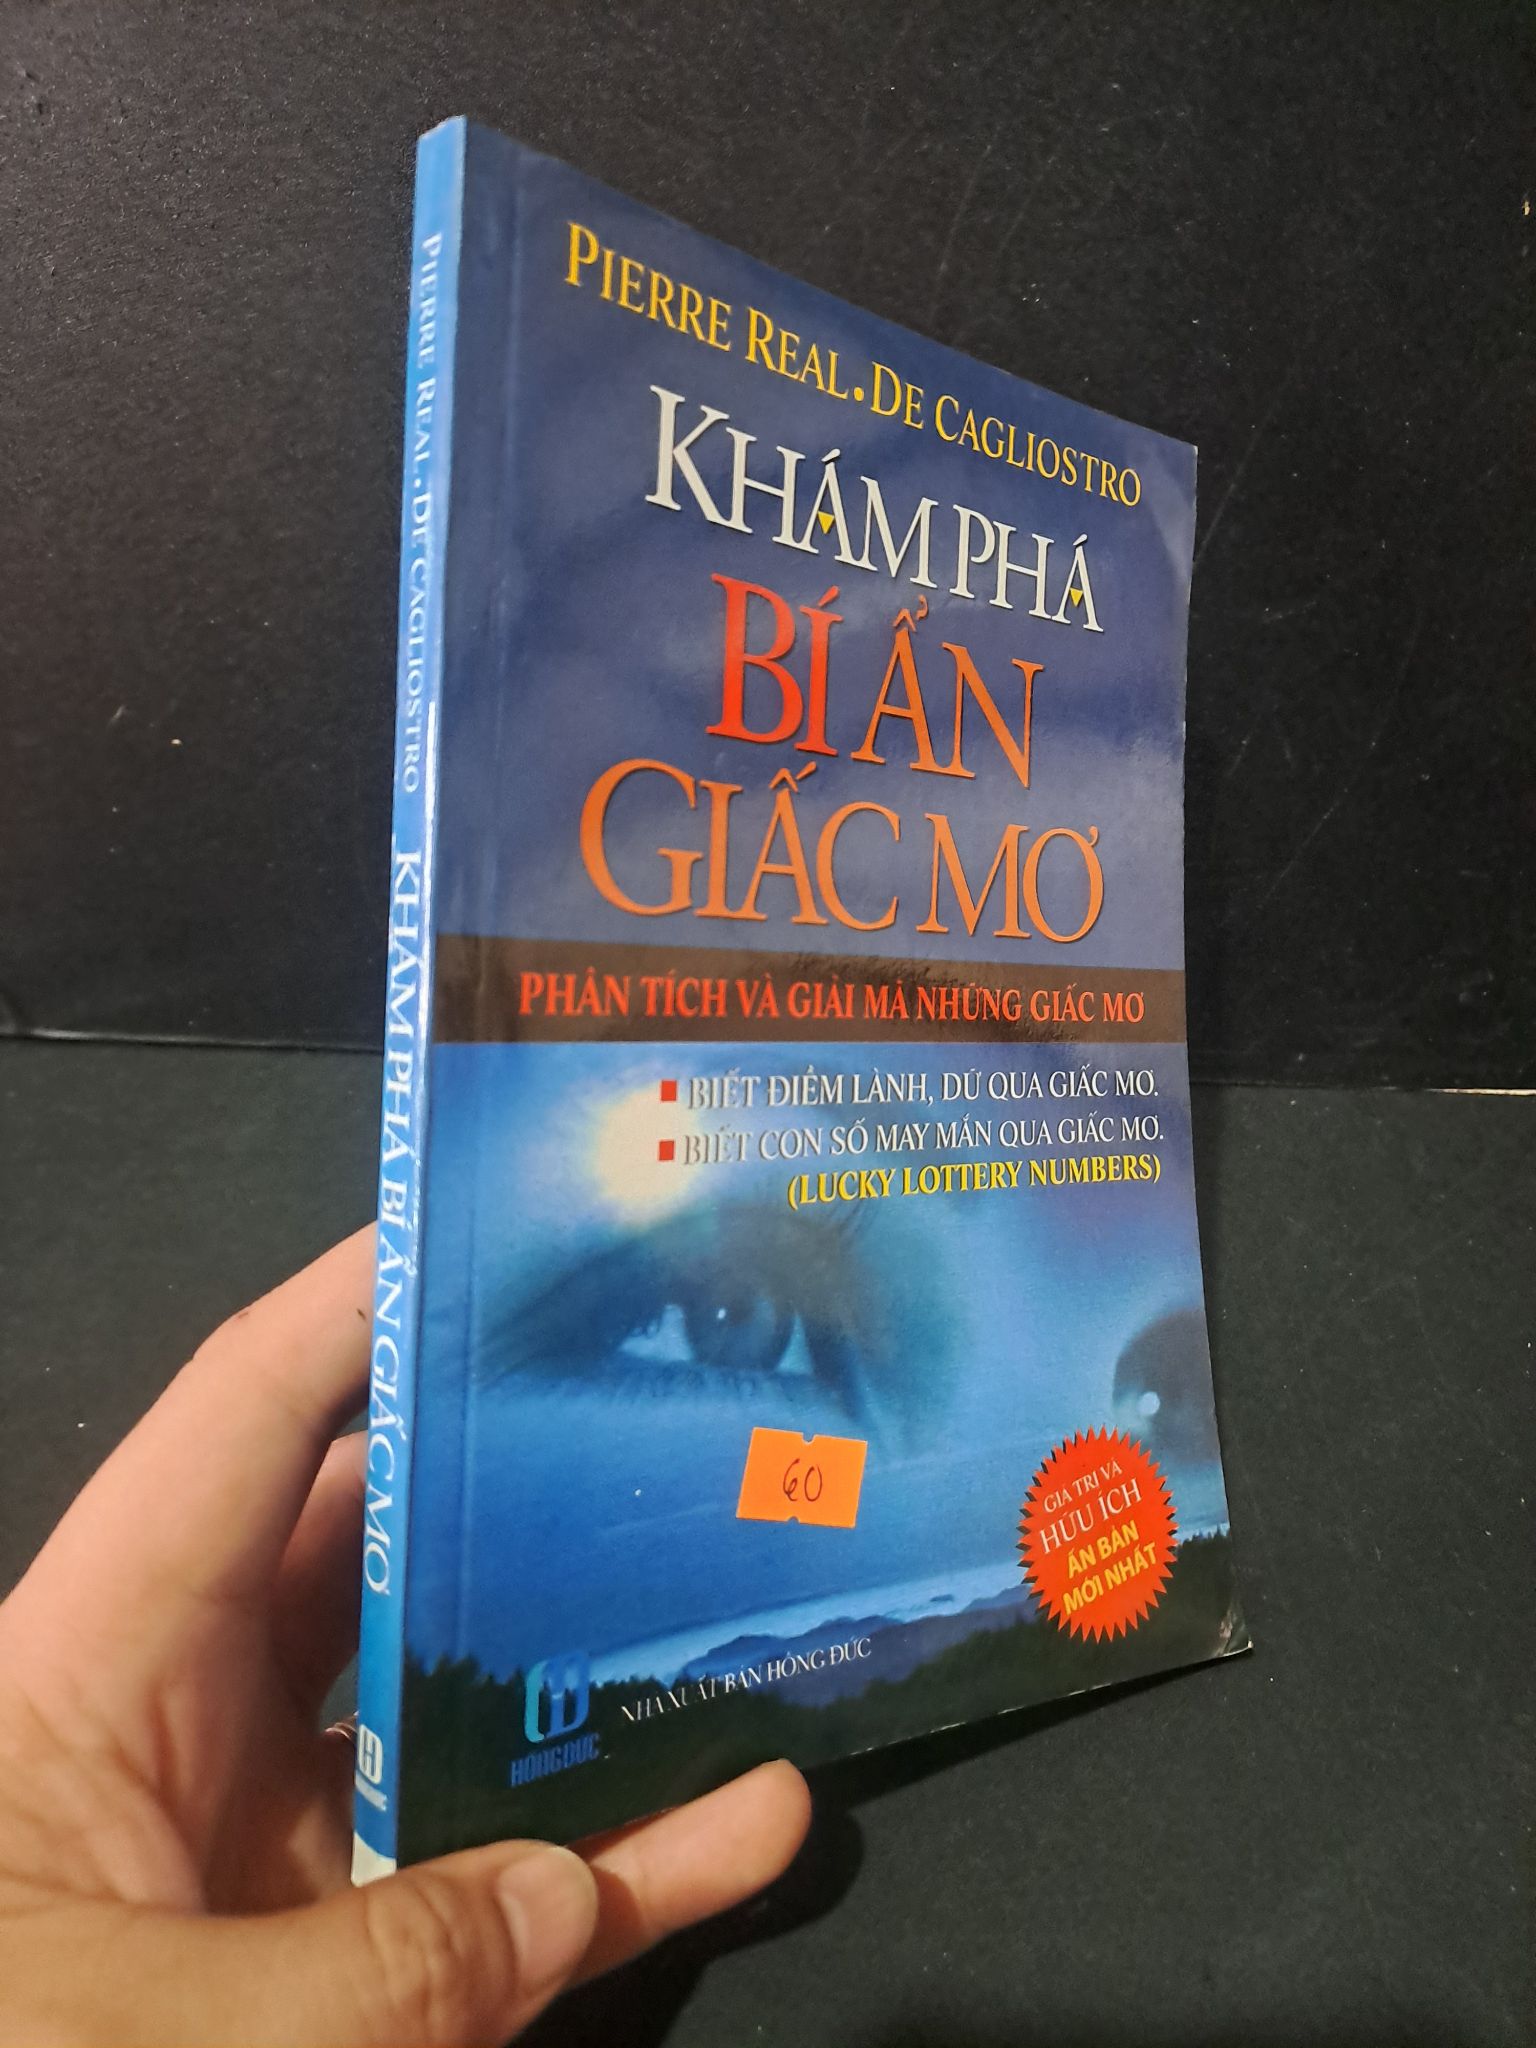 PIERRE REAL. DE CAGLIOSTRO
KHÁM PHÁ
BÍ ẨN
GIẤC MƠ
PHÂN TÍCH VÀ GIẢI MÃ NHỮNG GIẤC MƠ
BIẾT ĐIỀM LÀNH, DỮ QUA GIẤC MƠ.
BIẾT CON SỐ MAY MẮN QUA GIẤC MƠ.
(LUCKY LOTTERY NUMBERS)
60
GIÁ TRỊ VÀ
HỮU ÍCH
ẤN BẢN
MỚI NHẤT
NHÀ XUẤT BẢN HỒNG ĐỨC
HONGDUC
PIERRE REAL. DE CAGLIOSTRO KHÁM PHÁ BÍ ẨN GIẤC MƠ
HONGDUC